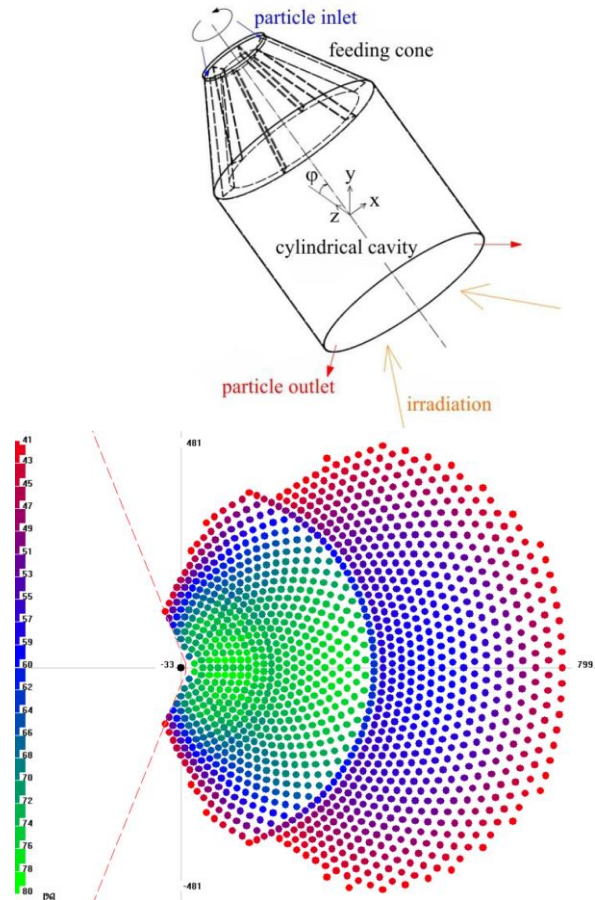 particle inlet
feeding cone
φ
y
x
z
cylindrical cavity
particle outlet
irradiation
41
43
45
47
49
51
53
55
57
59
60
62
64
66
68
70
72
74
76
78
80
481
-33
799
-481